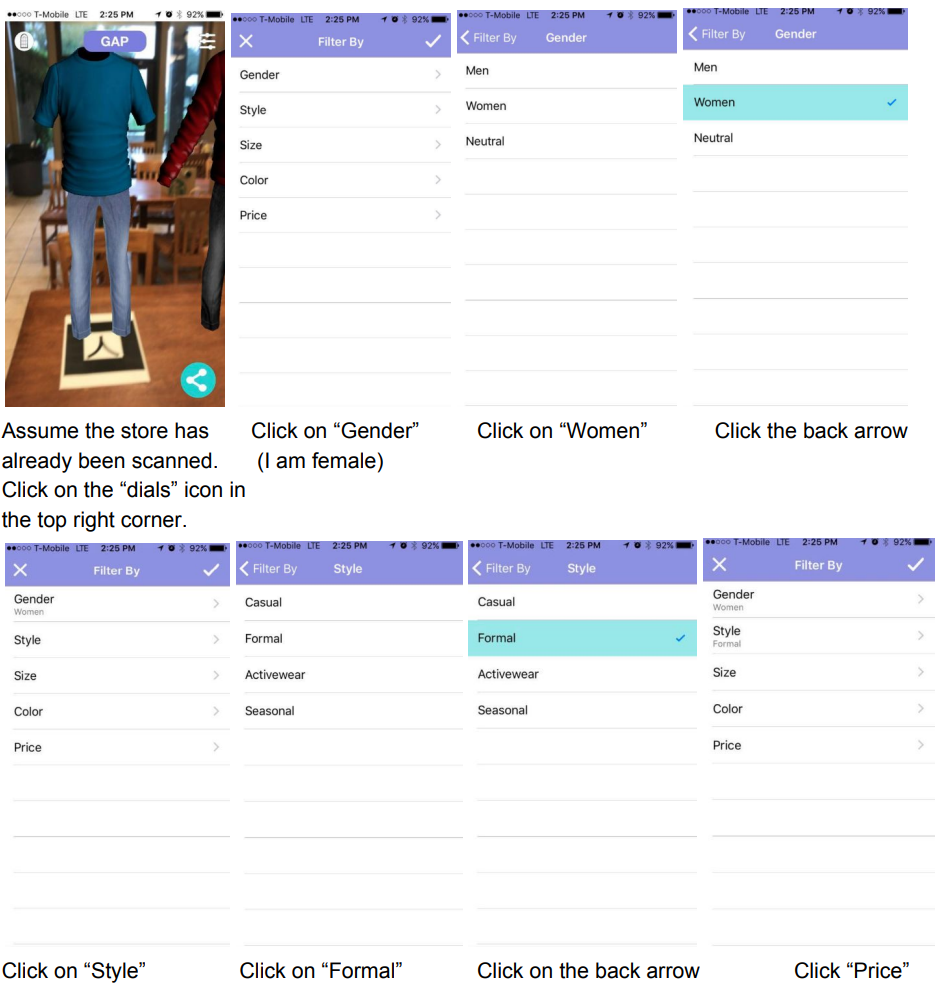 T-Mobile LTE 2:25 PM 92%
GAP
T-Mobile LTE 2:25 PM 92%
Filter By
Gender
Style
Size
Color
Price
T-Mobile LTE 2:25 PM 92%
Filter By Gender
Men
Women
Neutral
T-Mobile LTE 2:25 PM 92%
Filter By Gender
Men
Women
Neutral
Assume the store has
already been scanned.
Click on the “dials” icon in
the top right corner.
Click on “Gender”
(I am female)
Click on “Women”
Click the back arrow
T-Mobile LTE 2:25 PM 92%
Filter By
Gender
Women
Style
Size
Color
Price
T-Mobile LTE 2:25 PM 92%
Filter By Style
Casual
Formal
Activewear
Seasonal
T-Mobile LTE 2:25 PM 92%
Filter By Style
Casual
Formal
Activewear
Seasonal
T-Mobile LTE 2:25 PM 92%
Filter By
Gender
Women
Style
Formal
Size
Color
Price
Click on “Style”
Click on “Formal”
Click on the back arrow
Click “Price”